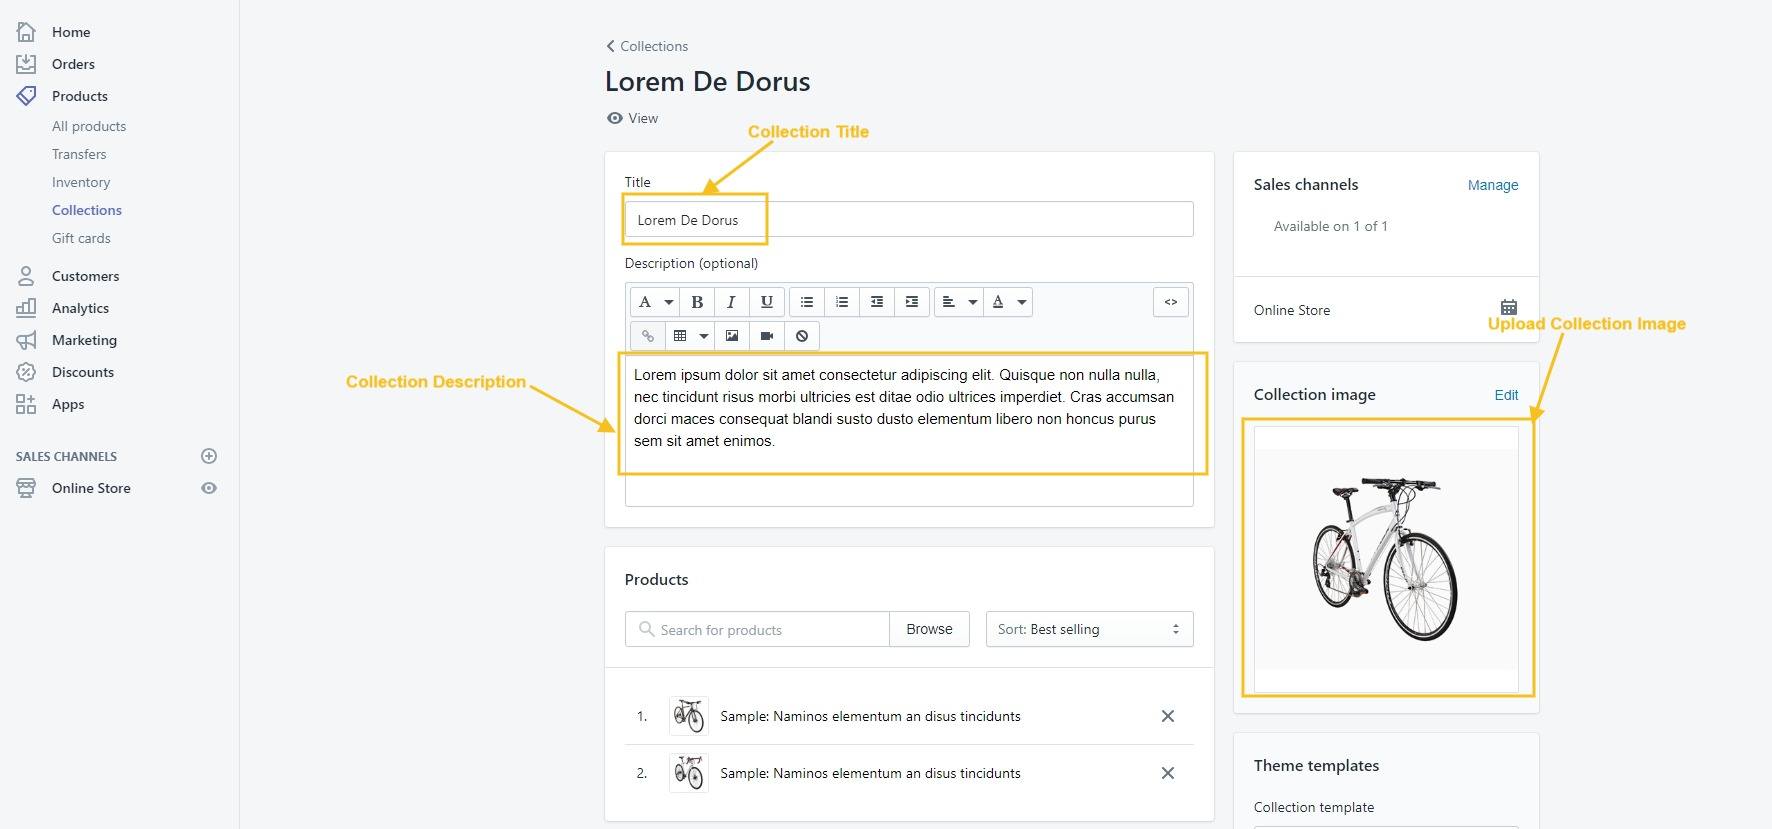 Home
Orders
Products
All products
Transfers
Inventory
Collections
Gift cards
Customers
Analytics
Marketing
Discounts
Apps
SALES CHANNELS
Online Store
Collections
Lorem De Dorus
View
Collection Title
Title
Lorem De Dorus
Description (optional)
A B I U A <>
Collection Description
Lorem ipsum dolor sit amet consectetur adipiscing elit. Quisque non nulla nulla,
nec tincidunt risus morbi ultricies est ditae odio ultrices imperdiet. Cras accumsan
dorci maces consequat blandi susto dusto elementum libero non honcus purus
sem sit amet enimos.
Products
Search for products
Browse
Sort: Best selling
1. Sample: Naminos elementum an disus tincidunts
2. Sample: Naminos elementum an disus tincidunts
Sales channels
Manage
Available on 1 of 1
Online Store
Upload Collection Image
Collection image
Edit
Theme templates
Collection template